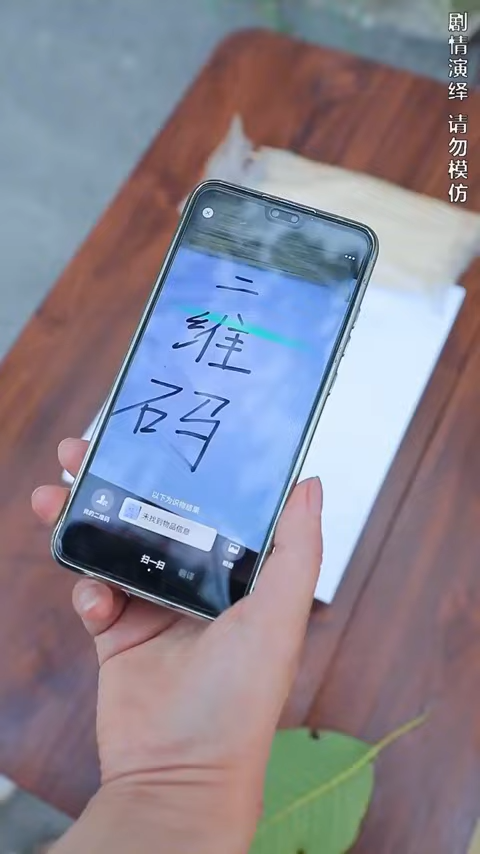 剧情演绎 请勿模仿
二
维
码
以下为识物结果
我的二维码
未找到物品信息
相册
扫一扫
翻译